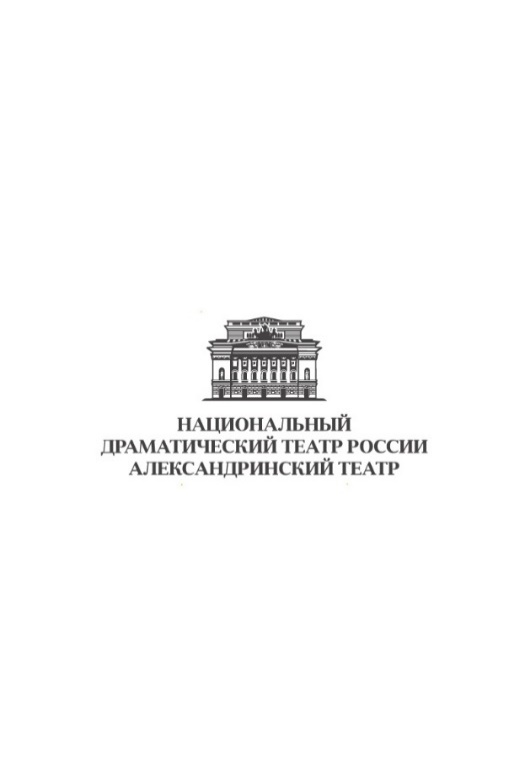 НАЦИОНАЛЬНЫЙ
ДРАМАТИЧЕСКИЙ ТЕАТР РОССИИ
АЛЕКСАНДРИНСКИЙ ТЕАТР